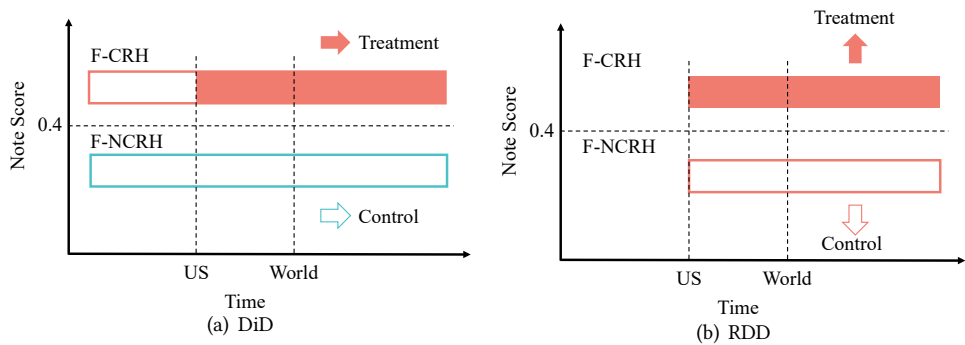 Note Score
F-CRH
Treatment
0.4
F-NCRH
Control
US
World
Time
(a) DiD
Treatment
Note Score
F-CRH
0.4
F-NCRH
Control
US
World
Time
(b) RDD